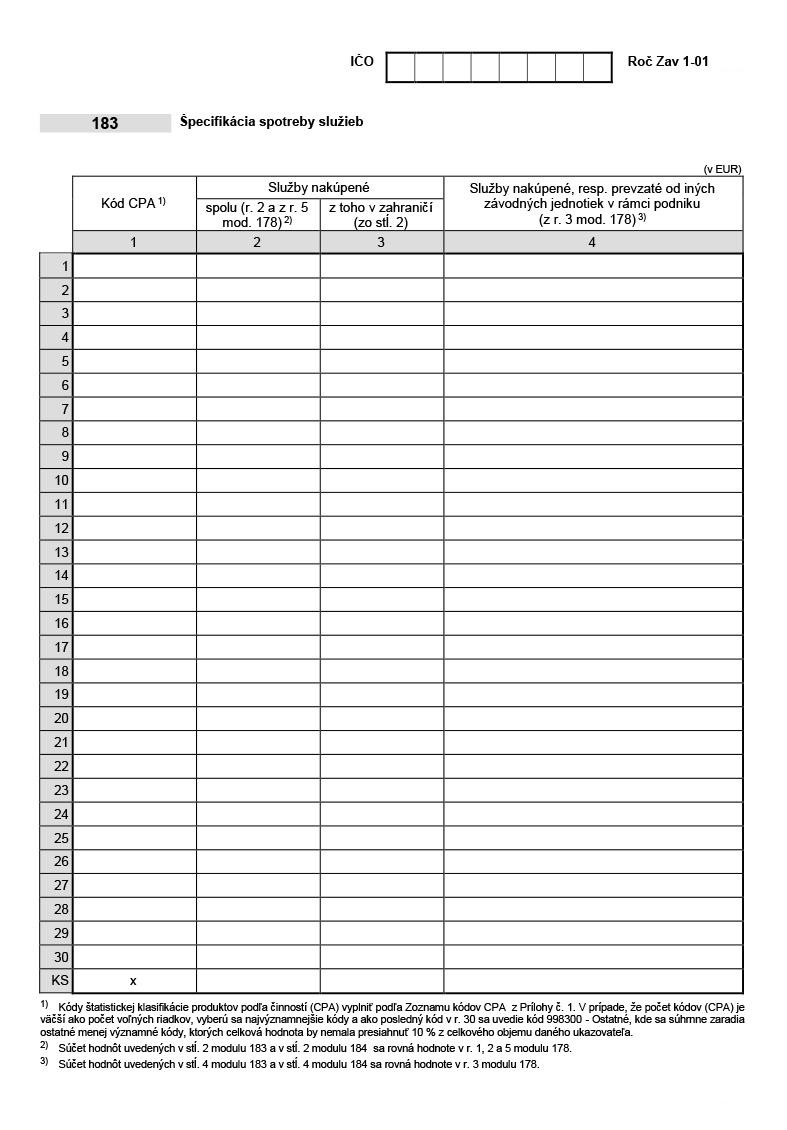 IČO Roč Zav 1-01
183 Špecifikácia spotreby služieb
(v EUR)
Kód CPA 1)
Služby nakúpené
spolu (r. 2 a z r. 5
mod. 178) 2)
z toho v zahraničí
(zo stĺ. 2)
Služby nakúpené, resp. prevzaté od iných
závodných jednotiek v rámci podniku
(z r. 3 mod. 178) 3)
1 2 3 4
1
2
3
4
5
6
7
8
9
10
11
12
13
14
15
16
17
18
19
20
21
22
23
24
25
26
27
28
29
30
KS x
1) Kódy štatistickej klasifikácie produktov podľa činností (CPA) vyplniť podľa Zoznamu kódov CPA z Prílohy č. 1. V prípade, že počet kódov (CPA) je
väčší ako počet voľných riadkov, vyberú sa najvýznamnejšie kódy a ako posledný kód v r. 30 sa uvedie kód 998300 - Ostatné, kde sa súhrnne zaradia
ostatné menej významné kódy, ktorých celková hodnota by nemala presiahnuť 10 % z celkového objemu daného ukazovateľa.
2) Súčet hodnôt uvedených v stĺ. 2 modulu 183 a v stĺ. 2 modulu 184 sa rovná hodnote v r. 1, 2 a 5 modulu 178.
3) Súčet hodnôt uvedených v stĺ. 4 modulu 183 a v stĺ. 4 modulu 184 sa rovná hodnote v r. 3 modulu 178.